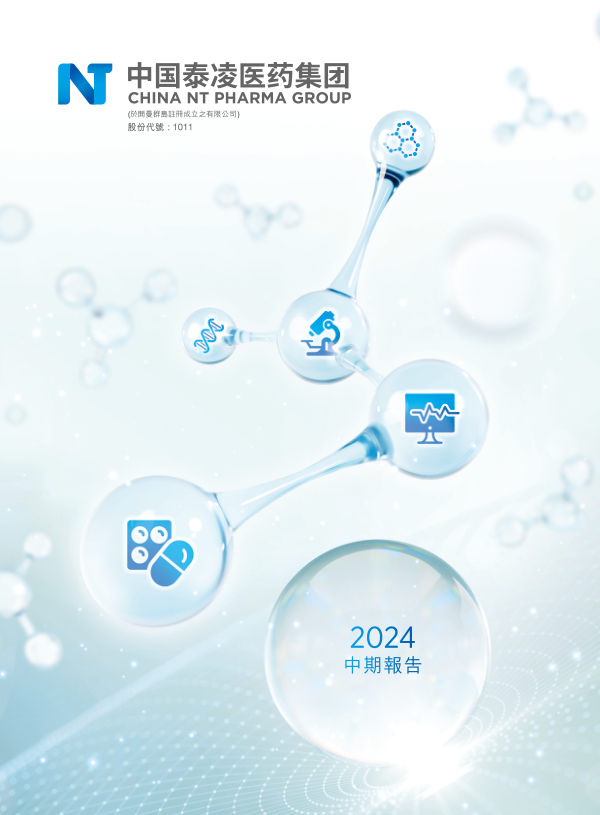 NT
中国泰凌医药集团
CHINA NT PHARMA GROUP
(於開曼群島註冊成立之有限公司)
股份代號：1011
2024
中期報告